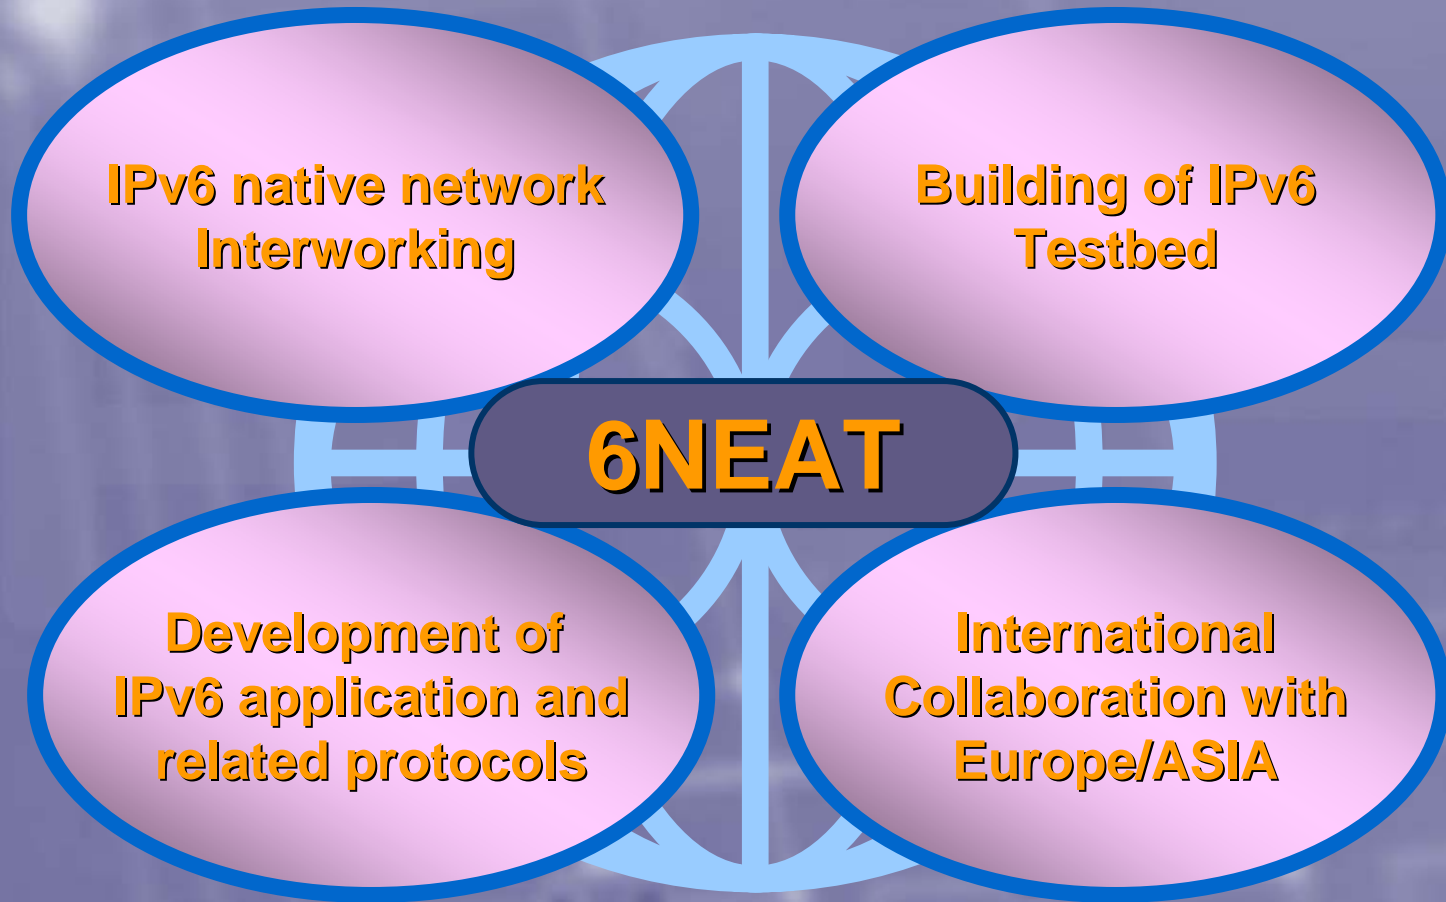 IPv6 native network
Interworking
Building of IPv6
Testbed
6NEAT
Development of
IPv6 application and
related protocols
International
Collaboration with
Europe/ASIA